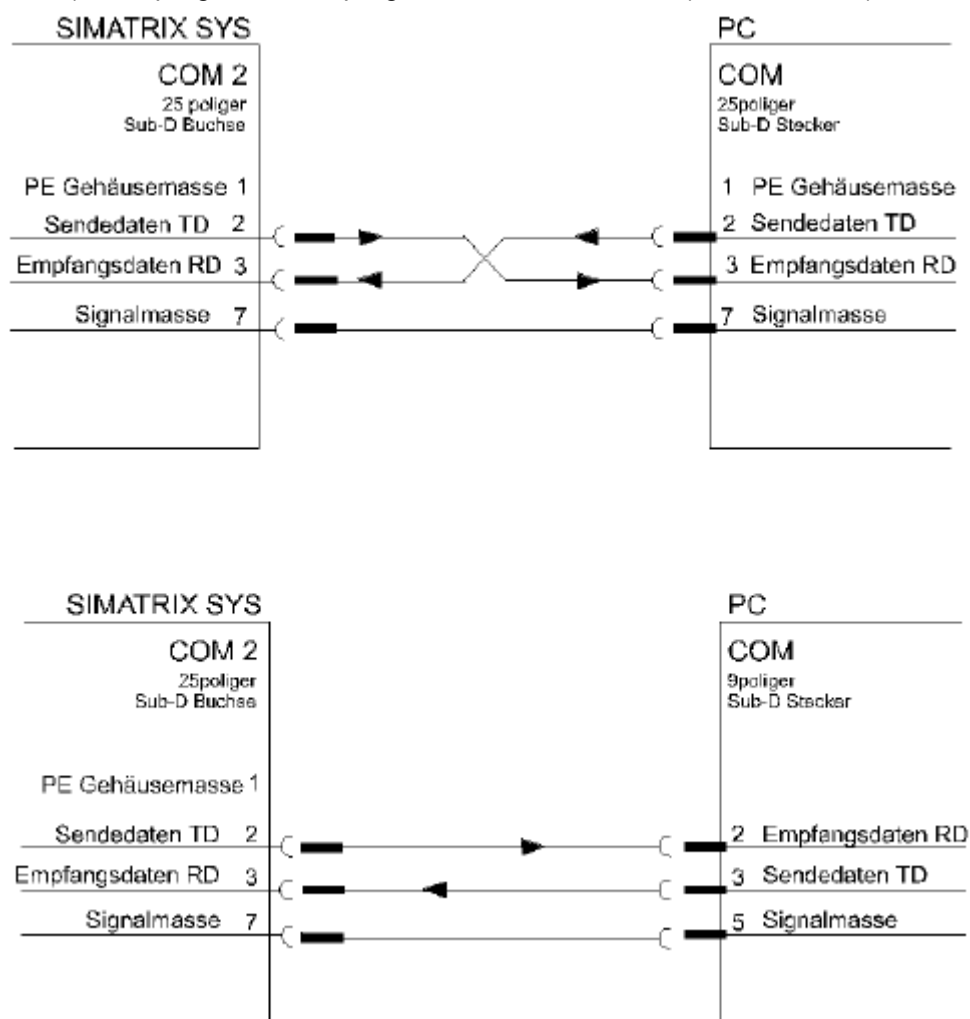 SIMATRIX SYS
PC
COM 2
25 poliger
Sub-D Buchse
COM
25poliger
Sub-D Stecker
PE Gehäusemasse 1
1 PE Gehäusemasse
Sendedaten TD 2
2 Sendedaten TD
Empfangsdaten RD 3
3 Empfangsdaten RD
Signalmasse 7
7 Signalmasse
SIMATRIX SYS
PC
COM 2
25poliger
Sub-D Buchse
COM
9poliger
Sub-D Stecker
PE Gehäusemasse 1
Sendedaten TD 2
2 Empfangsdaten RD
Empfangsdaten RD 3
3 Sendedaten TD
Signalmasse 7
5 Signalmasse